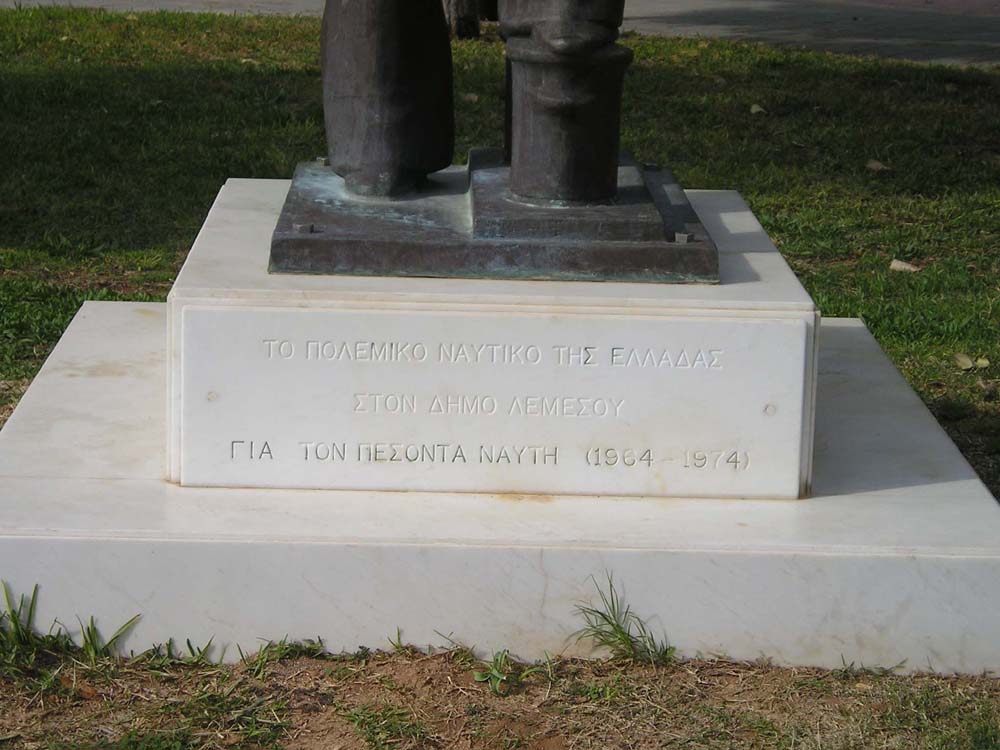 ΤΟ ΠΟΛΕΜΙΚΟ ΝΑΥΤΙΚΟ ΤΗΣ ΕΛΛΑΔΑΣ
ΣΤΟΝ ΔΗΜΟ ΛΕΜΕΣΟΥ
ΓΙΑ ΤΟΝ ΠΕΣΟΝΤΑ ΝΑΥΤΗ (1964-1974)